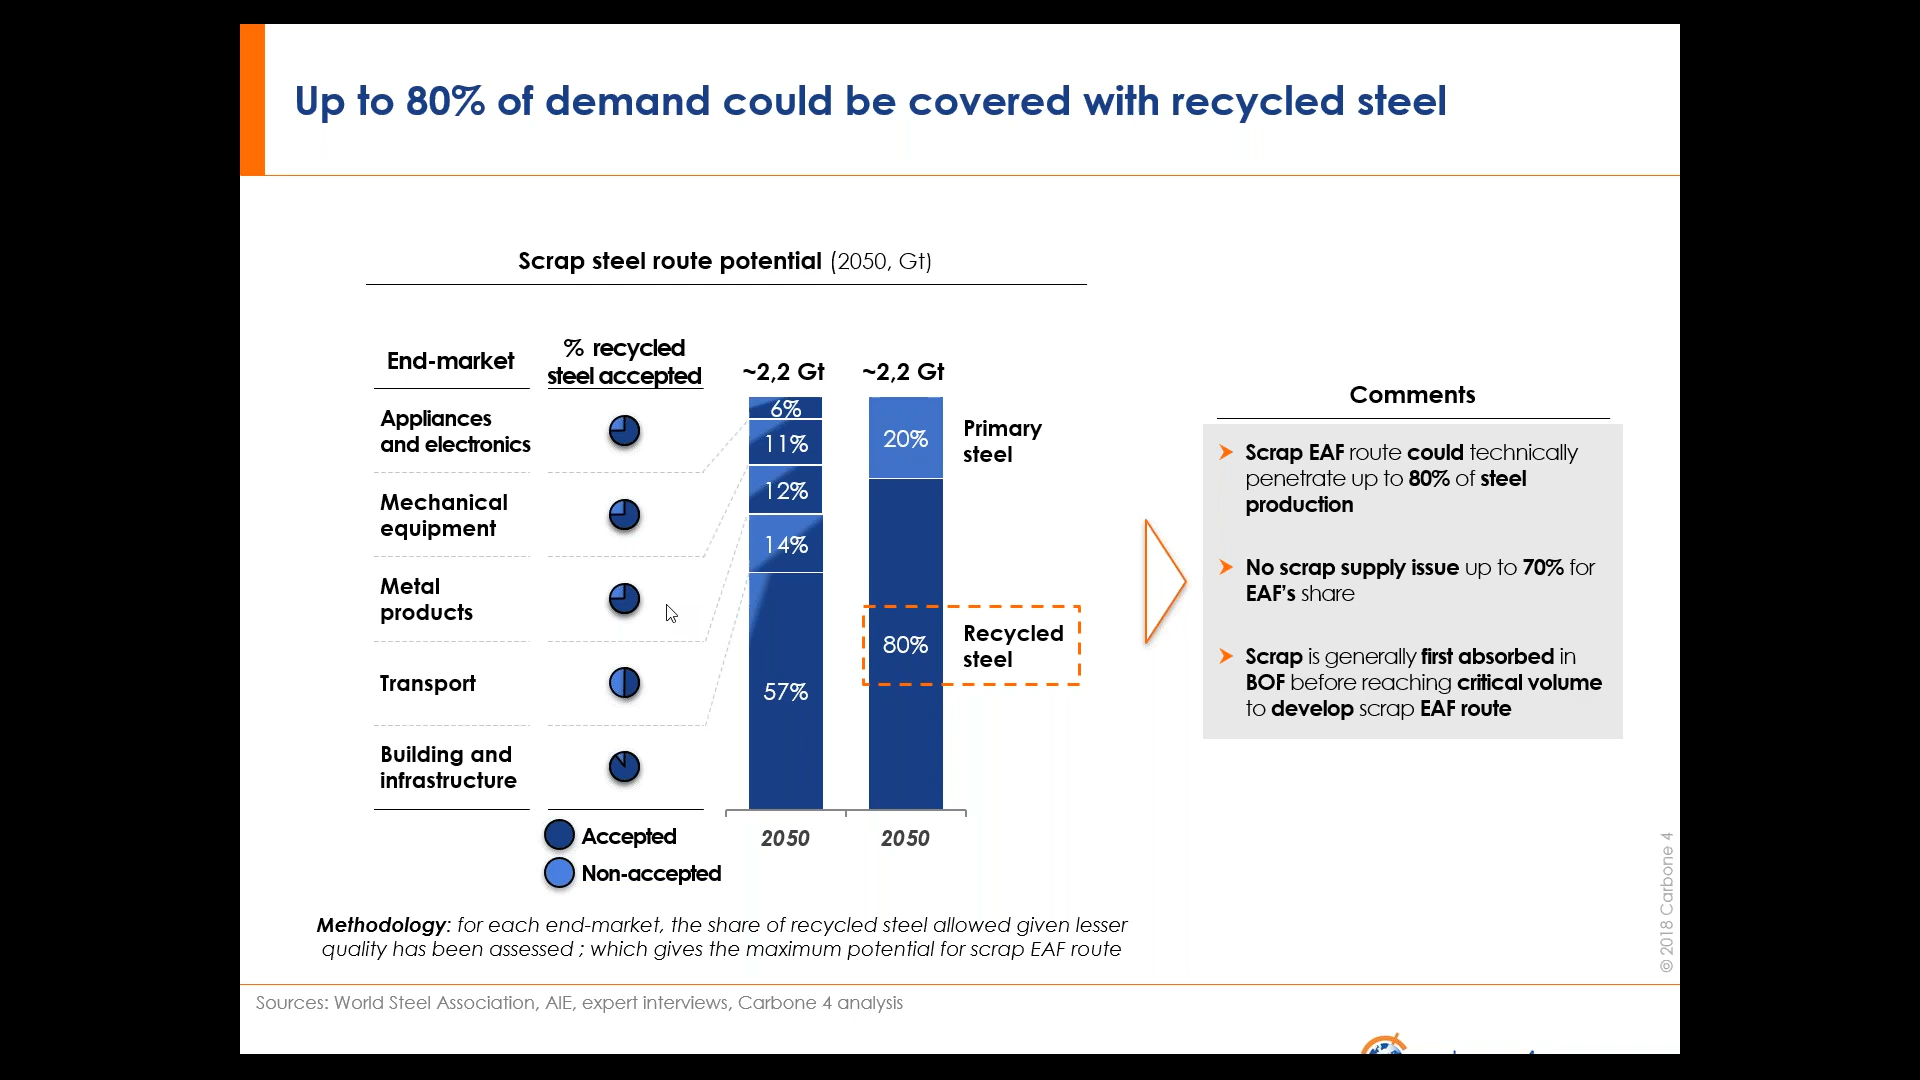 Up to 80% of demand could be covered with recycled steel
Scrap steel route potential (2050, Gt)
End-market
% recycled
steel accepted
~2,2 Gt
~2,2 Gt
Appliances
and electronics
Mechanical
equipment
Metal
products
Transport
Building and
infrastructure
6%
11%
12%
14%
57%
20%
80%
Primary
steel
Recycled
steel
2050
2050
Accepted
Non-accepted
Comments
Scrap EAF route could technically
penetrate up to 80% of steel
production
No scrap supply issue up to 70% for
EAF's share
Scrap is generally first absorbed in
BOF before reaching critical volume
to develop scrap EAF route
Methodology: for each end-market, the share of recycled steel allowed given lesser
quality has been assessed ; which gives the maximum potential for scrap EAF route
© 2018 Carbone 4
Sources: World Steel Association, AIE, expert interviews, Carbone 4 analysis